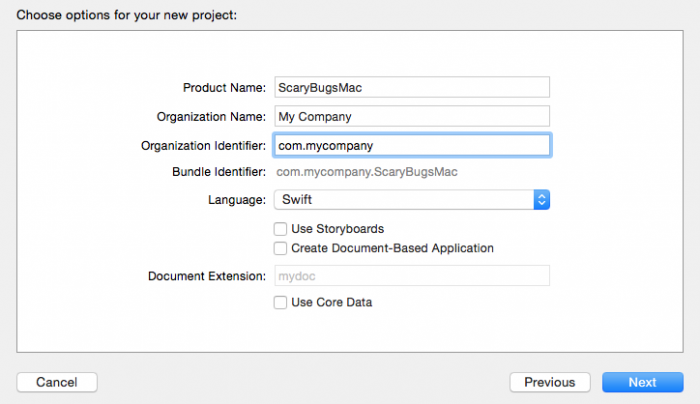 Choose options for your new project:
Product Name: ScaryBugsMac
Organization Name: My Company
Organization Identifier: com.mycompany
Bundle Identifier: com.mycompany.ScaryBugsMac
Language: Swift
Use Storyboards
Create Document-Based Application
Document Extension: mydoc
Use Core Data
Cancel Previous Next